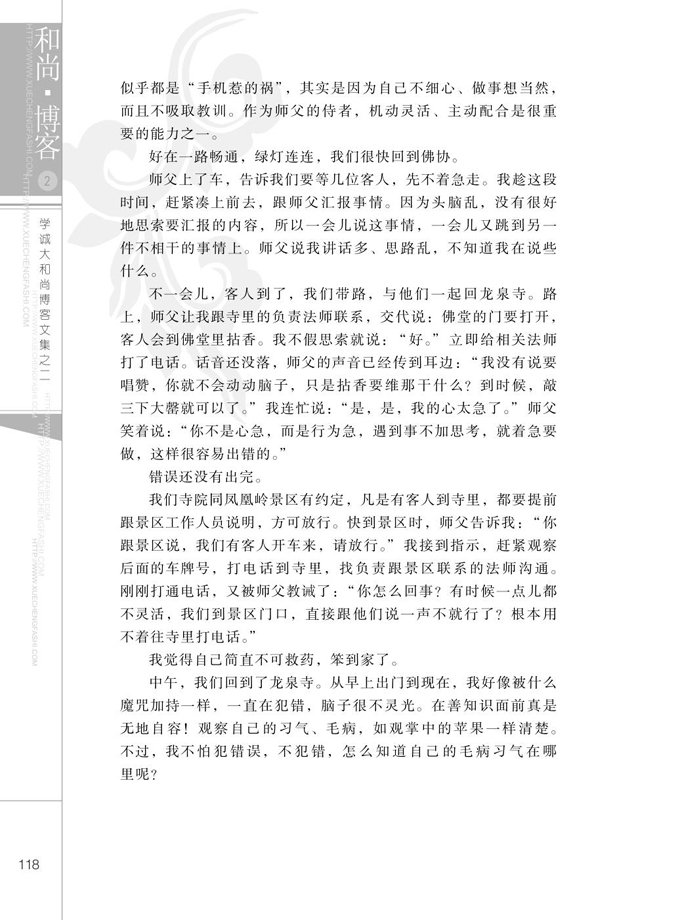 和尚·博客
2
HTTP://WWW.XUECHENGFASHI.COM
学诚大和尚博客文集之二
似乎都是“手机惹的祸”，其实是因为自己不细心、做事想当然，
而且不吸取教训。作为师父的侍者，机动灵活、主动配合是很重
要的能力之一。
好在一路畅通，绿灯连连，我们很快回到佛协。
师父上了车，告诉我们要等几位客人，先不着急走。我趁这段
时间，赶紧凑上前去，跟师父汇报事情。因为头脑乱，没有很好
地思索要汇报的内容，所以一会儿说这事情，一会儿又跳到另一
件不相干的事情上。师父说我讲话多、思路乱，不知道我在说些
什么。
不一会儿，客人到了，我们带路，与他们一起回龙泉寺。路
上，师父让我跟寺里的负责法师联系，交代说：佛堂的门要打开，
客人会到佛堂里拈香。我不假思索就说：“好。”立即给相关法师
打了电话。话音还没落，师父的声音已经传到耳边：“我没有说要
唱赞，你就不会动动脑子，只是拈香要维那干什么？到时候，敲
三下大磬就可以了。”我连忙说：“是，是，我的心太急了。”师父
笑着说：“你不是心急，而是行为急，遇到事不加思考，就着急要
做，这样很容易出错的。”
错误还没有出完。
我们寺院同凤凰岭景区有约定，凡是有客人到寺里，都要提前
跟景区工作人员说明，方可放行。快到景区时，师父告诉我：“你
跟景区说，我们有客人开车来，请放行。”我接到指示，赶紧观察
后面的车牌号，打电话到寺里，找负责跟景区联系的法师沟通。
刚刚打通电话，又被师父教诫了：“你怎么回事？有时候一点儿都
不灵活，我们到景区门口，直接跟他们说一声不就行了？根本用
不着往寺里打电话。”
我觉得自己简直不可救药，笨到家了。
中午，我们回到了龙泉寺。从早上出门到现在，我好像被什么
魔咒加持一样，一直在犯错，脑子很不灵光。在善知识面前真是
无地自容！观察自己的习气、毛病，如观掌中的苹果一样清楚。
不过，我不怕犯错误，不犯错，怎么知道自己的毛病习气在哪
里呢？
118